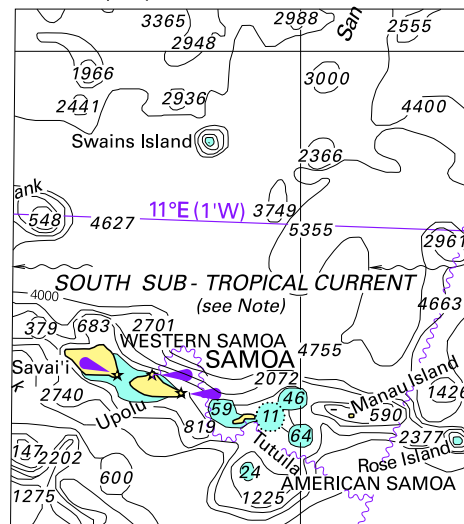 3365
2988
2555
San
2948
1966
3000
2441
2936
4400
Swains Island
2366
ank
548
4627
11°E (1'W)
3749
5355
2961
SOUTH SUB - TROPICAL CURRENT
(see Note)
4000
4663
379
683
2701
WESTERN SAMOA
SAMOA
4755
Savai'i
2072
Manau Island
1426
2740
Upolu
59
11
46
590
819
64
2377
Tutuila
Rose Island
147
2202
600
24
1225
AMERICAN SAMOA
1275